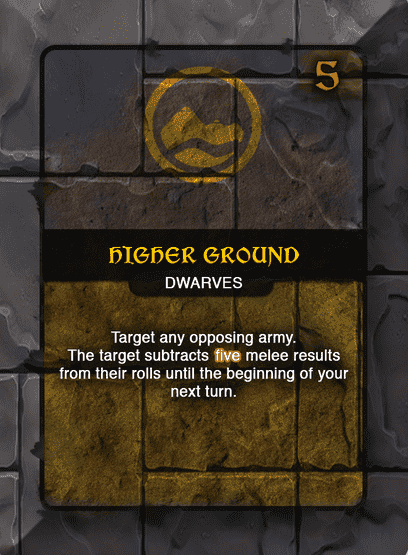 5
HIGHER GROUND
DWARVES
Target any opposing army.
The target subtracts five melee results
from their rolls until the beginning of your
next turn.